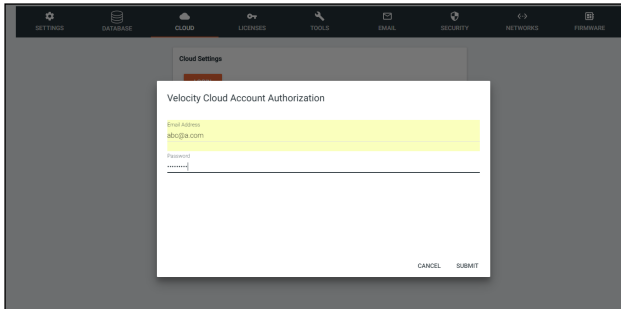 SETTINGS DATABASE CLOUD LICENSES TOOLS EMAIL SECURITY NETWORKS FIRMWARE
Cloud Settings
Velocity Cloud Account Authorization
Email Address
abc@a.com
Password
•••••••••
CANCEL SUBMIT